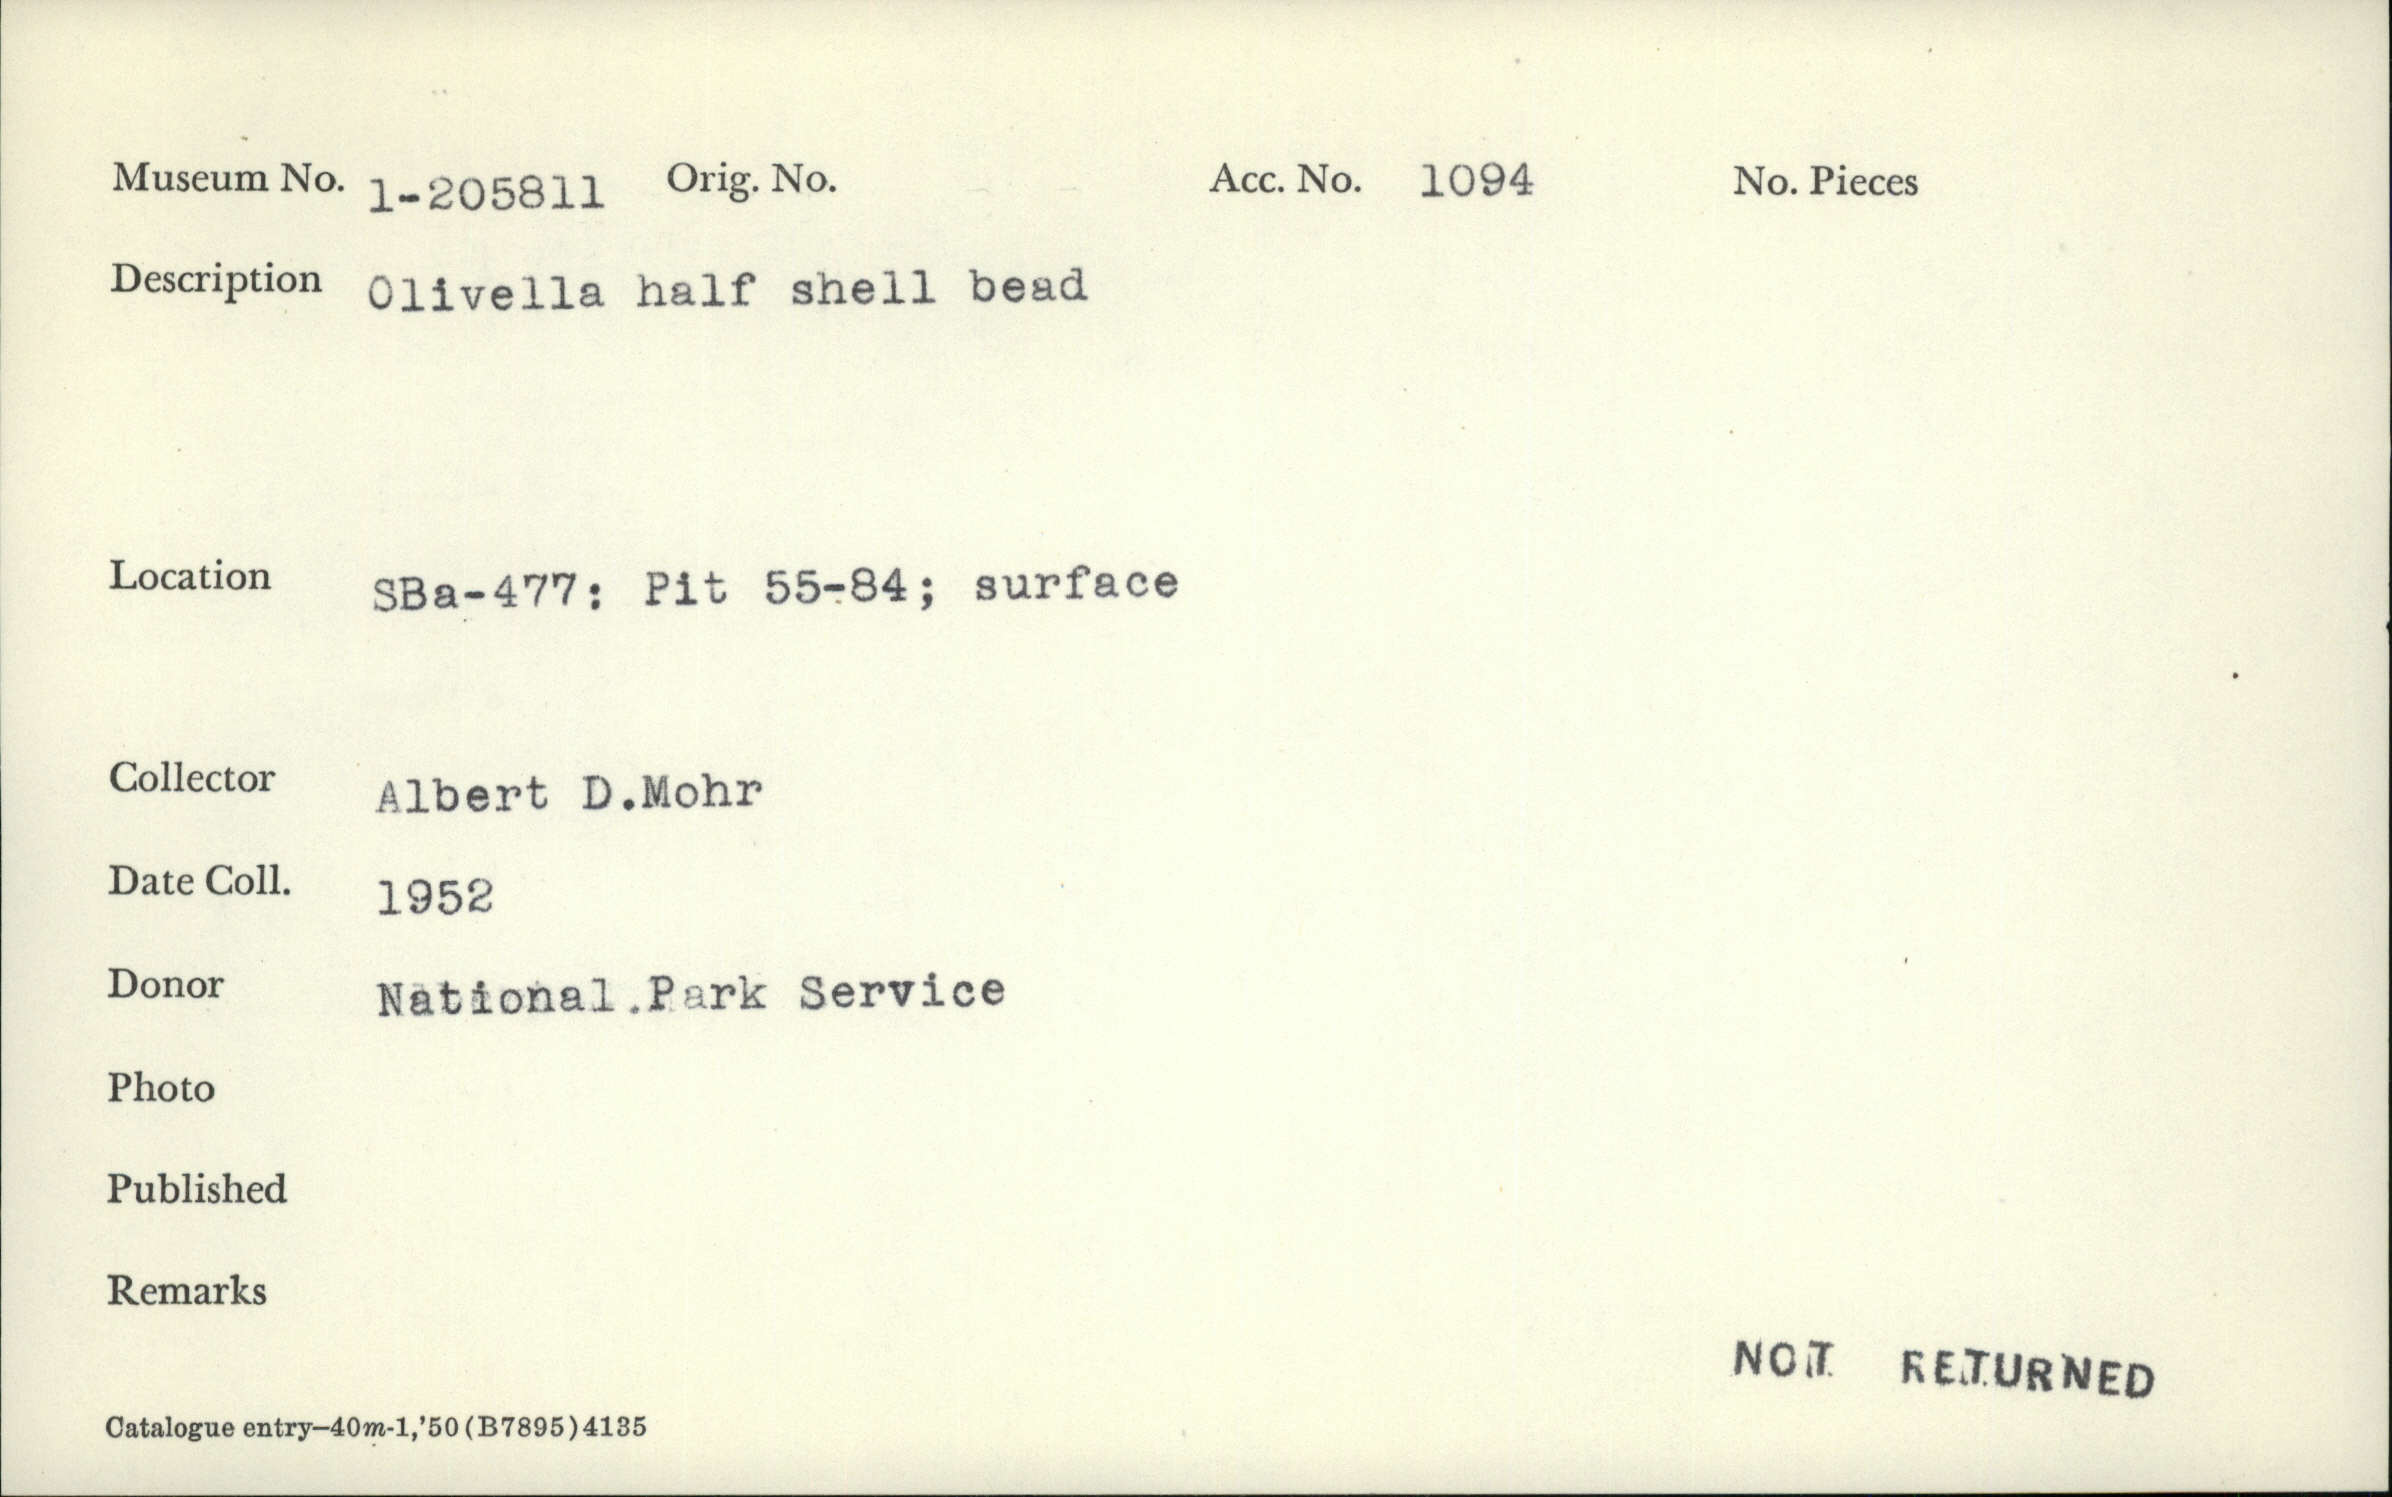 Museum No. 1-205811 Orig. No. Acc. No. 1094 No. Pieces
Description Olivella half shell bead
Location SBa-477: Pit 55-84; surface
Collector Albert D.Mohr
Date Coll. 1952
Donor National Park Service
Photo
Published
Remarks
NOT RETURNED
Catalogue entry—40m-1,'50 (B7895) 4135